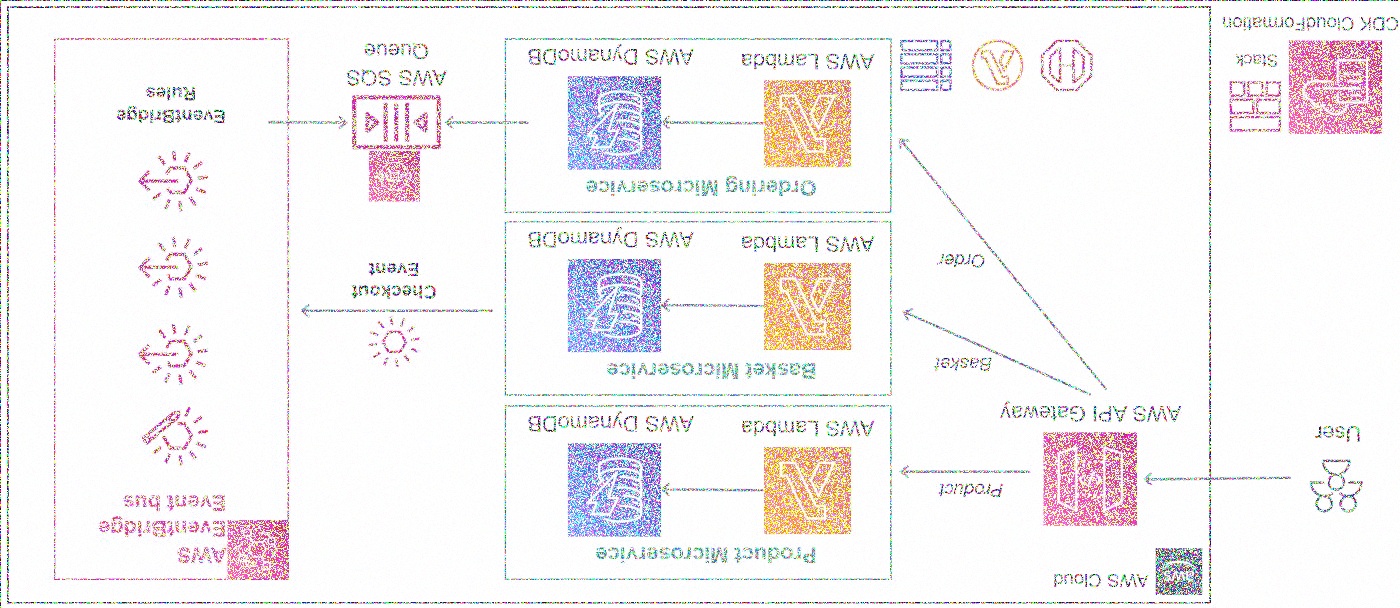 AWS Cloud
User
AWS API Gateway
Product
Basket
Order
Product Microservice
AWS Lambda
AWS DynamoDB
Basket Microservice
AWS Lambda
AWS DynamoDB
Ordering Microservice
AWS Lambda
AWS DynamoDB
Checkout
Event
AWS SQS
Queue
AWS
EventBridge
Event bus
EventBridge
Rules
Stack
CDK CloudFormation